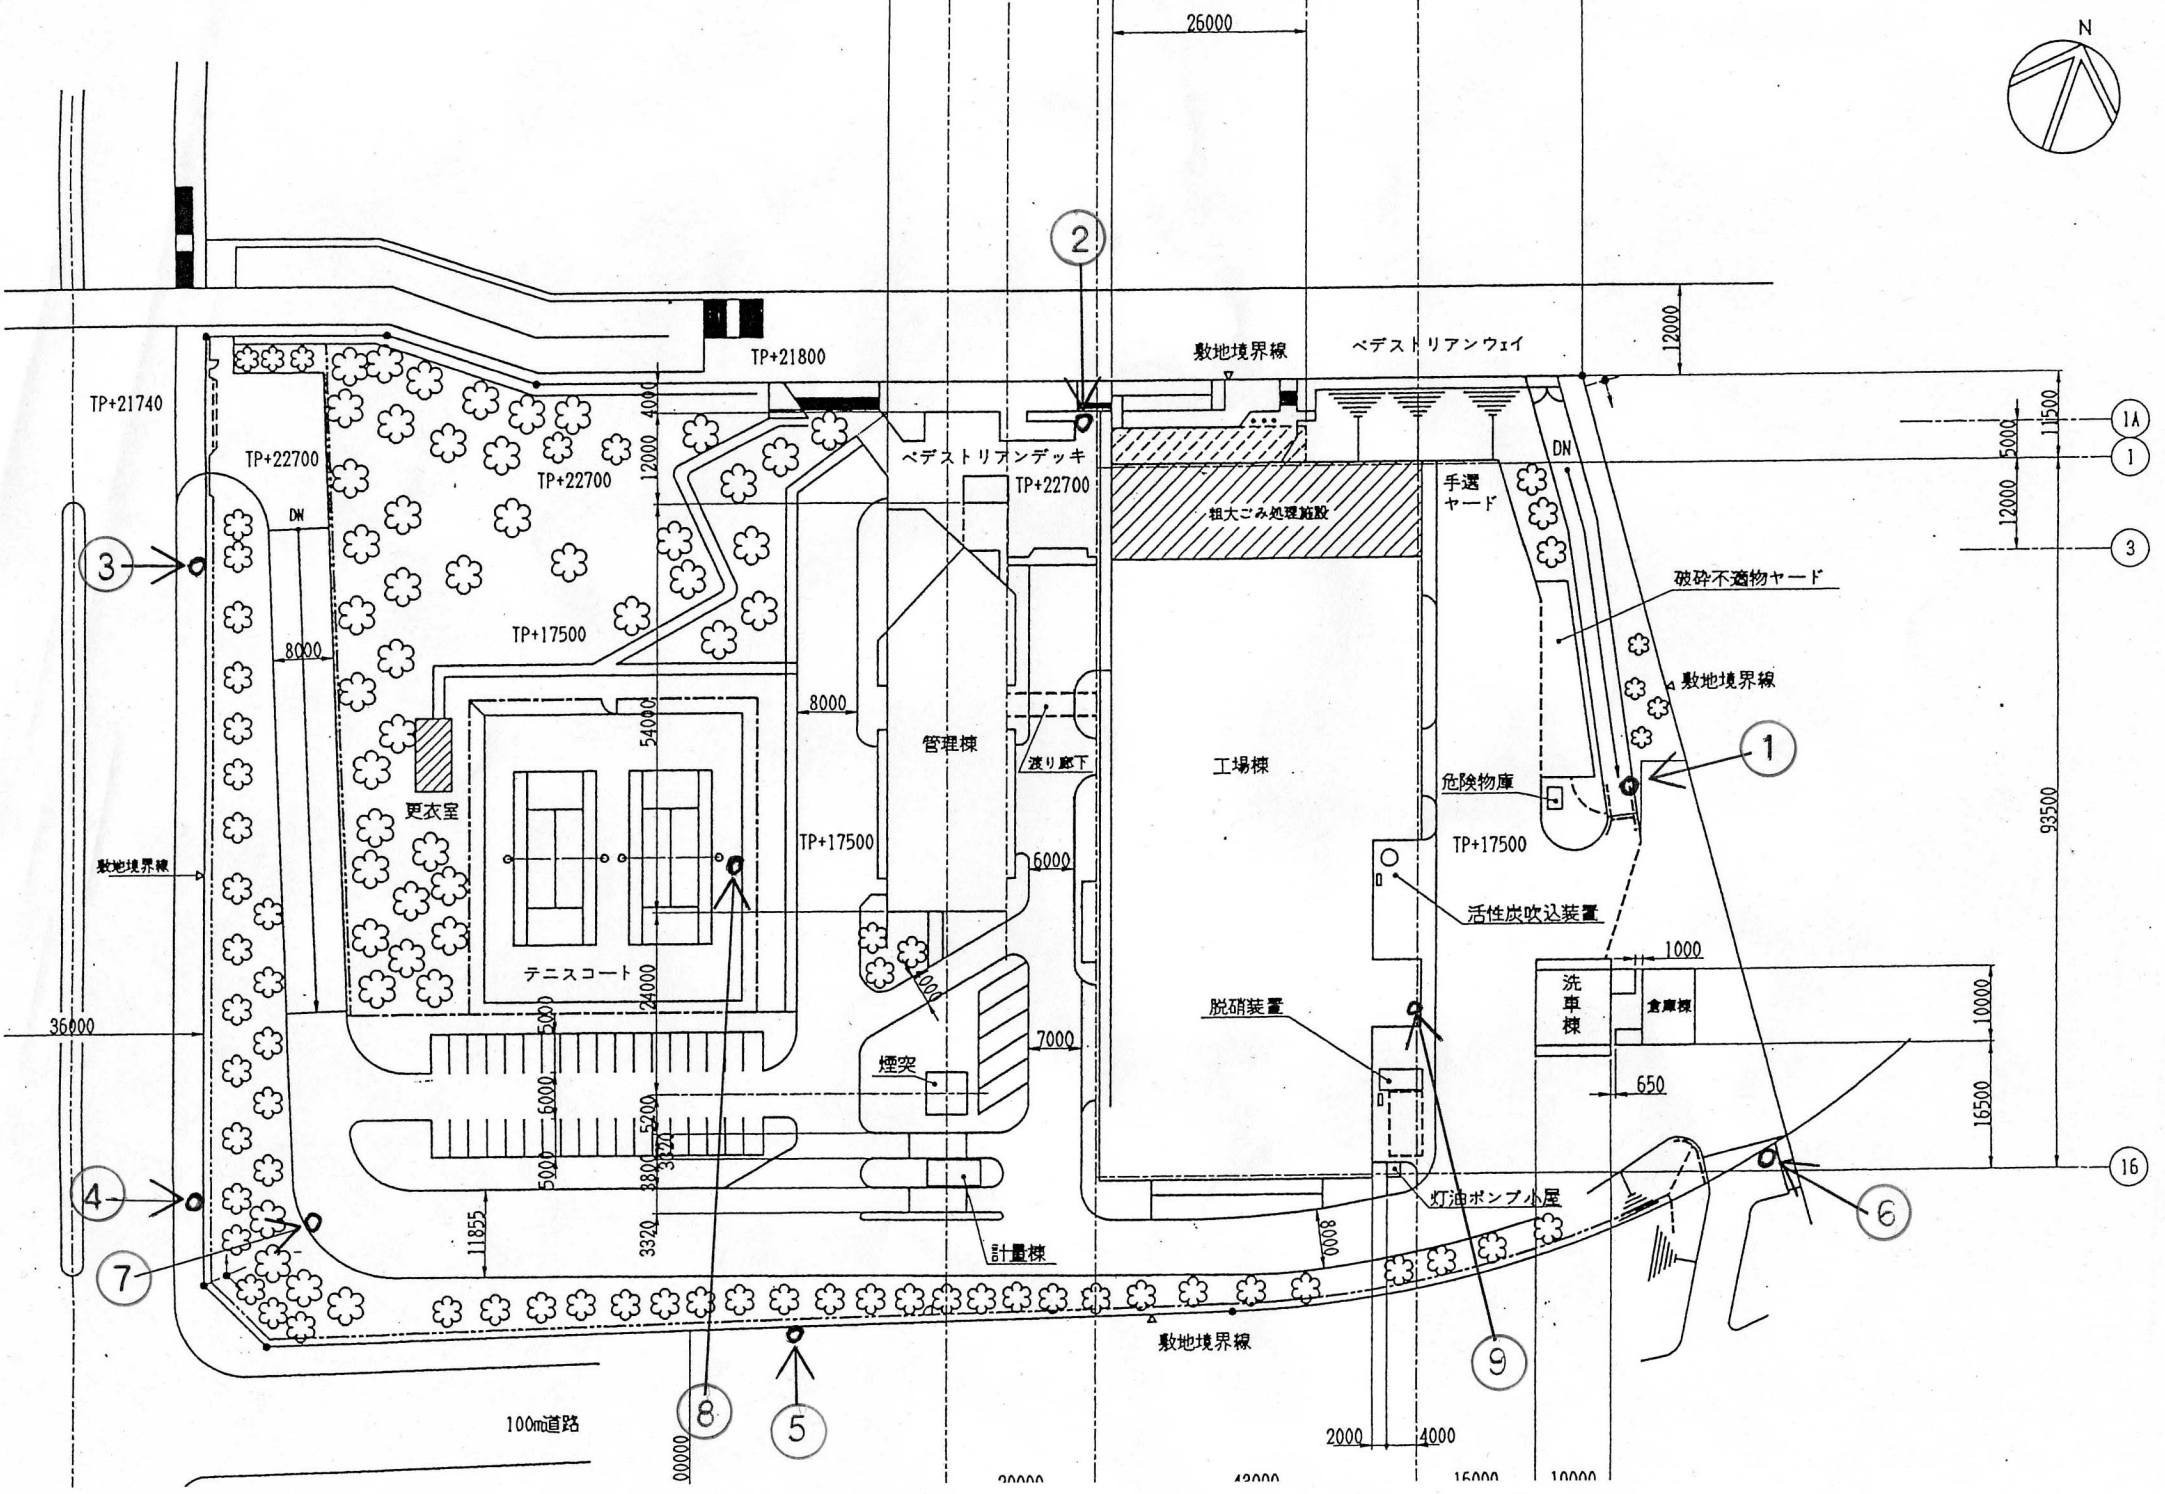 26000
N
2
12000
TP+21800
敷地境界線
ペデストリアンウェイ
TP+21740
4000
11500
1A
5000
TP+22700
12000
ペデストリアンデッキ
DN
1
TP+22700
TP+22700
手選
ヤード
粗大ごみ処理施設
12000
DN
3
3
破砕不適物ヤード
TP+17500
8000
敷地境界線
8000
54000
管理棟
渡り廊下
工場棟
1
危険物庫
更衣室
93500
TP+17500
TP+17500
敷地境界線
6000
活性炭吹込装置
テニスコート
1000
24000
洗車棟
倉庫棟
10000
脱硝装置
5000
36000
7000
煙突
6000
650
5200
16500
3320
5000
3800
16
4
灯油ポンプ小屋
6
11855
3320
8000
計量棟
7
敷地境界線
9
8
5
100m道路
2000
4000
00000
20000
43000
16000
10000